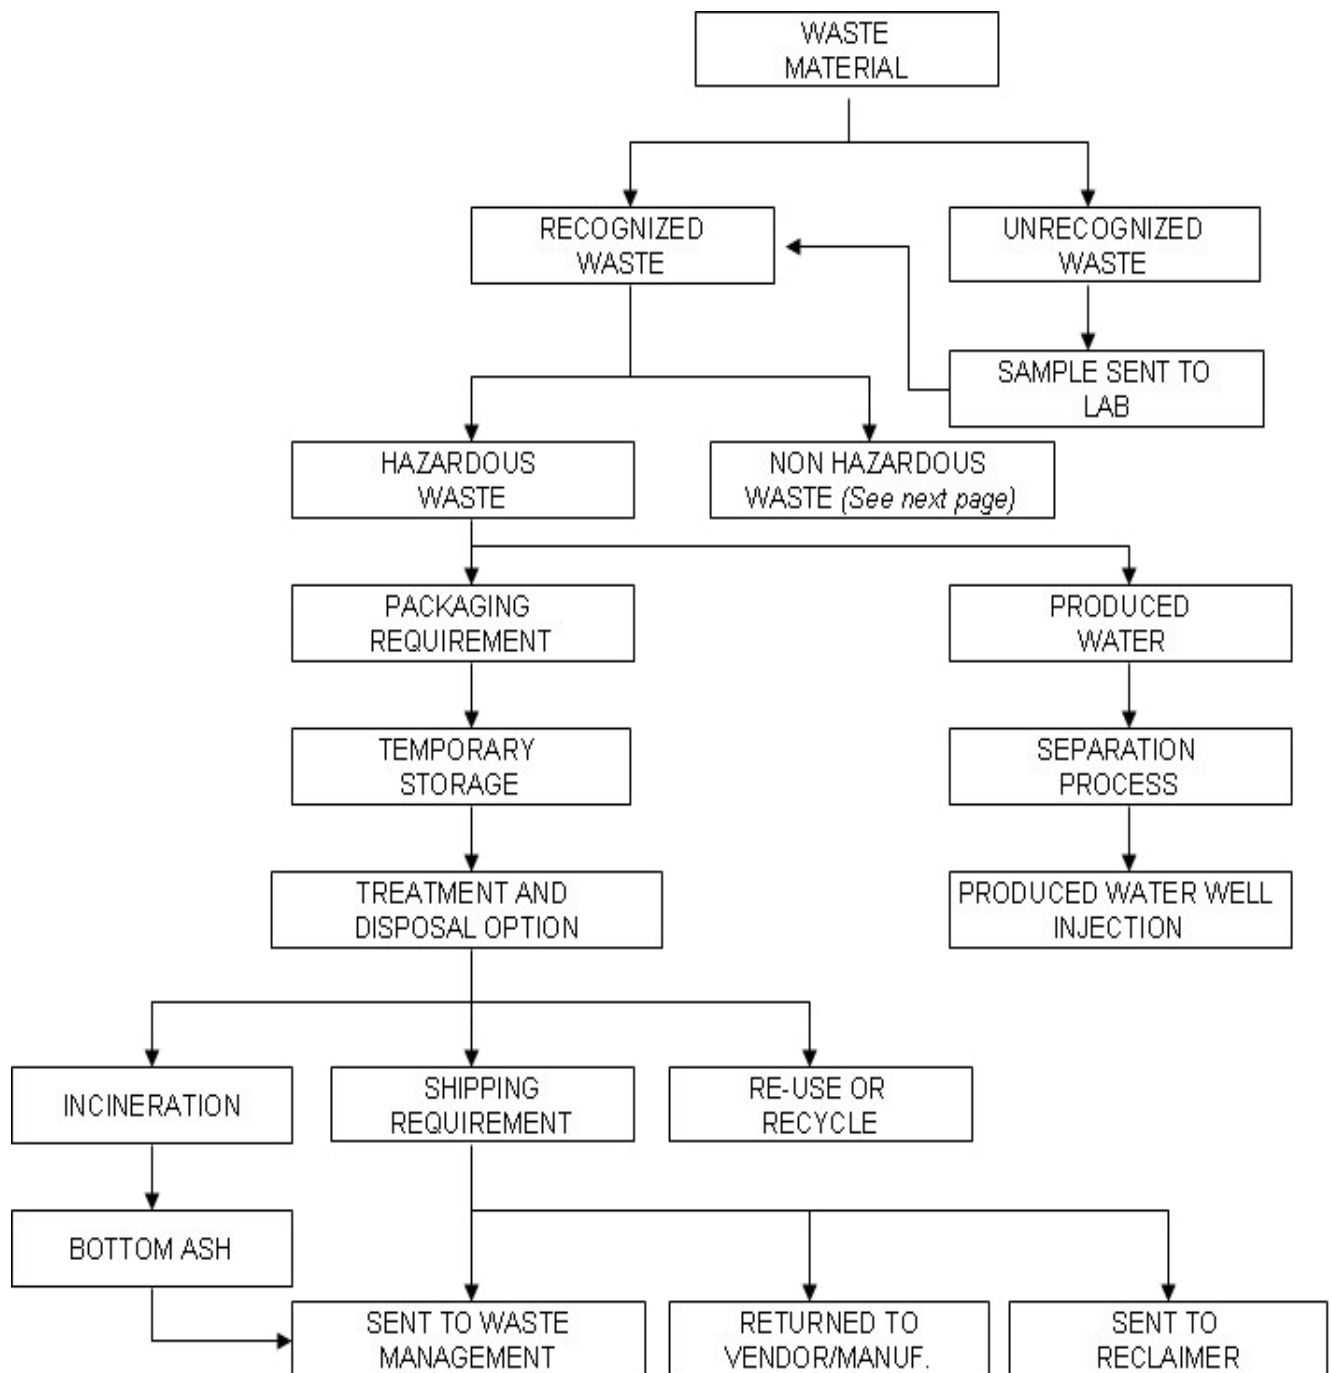 WASTE
MATERIAL
RECOGNIZED
WASTE
UNRECOGNIZED
WASTE
SAMPLE SENT TO
LAB
HAZARDOUS
WASTE
NON HAZARDOUS
WASTE (See next page)
PACKAGING
REQUIREMENT
PRODUCED
WATER
TEMPORARY
STORAGE
SEPARATION
PROCESS
TREATMENT AND
DISPOSAL OPTION
PRODUCED WATER WELL
INJECTION
INCINERATION
SHIPPING
REQUIREMENT
RE-USE OR
RECYCLE
BOTTOM ASH
SENT TO WASTE
MANAGEMENT
RETURNED TO
VENDOR/MANUF.
SENT TO
RECLAIMER